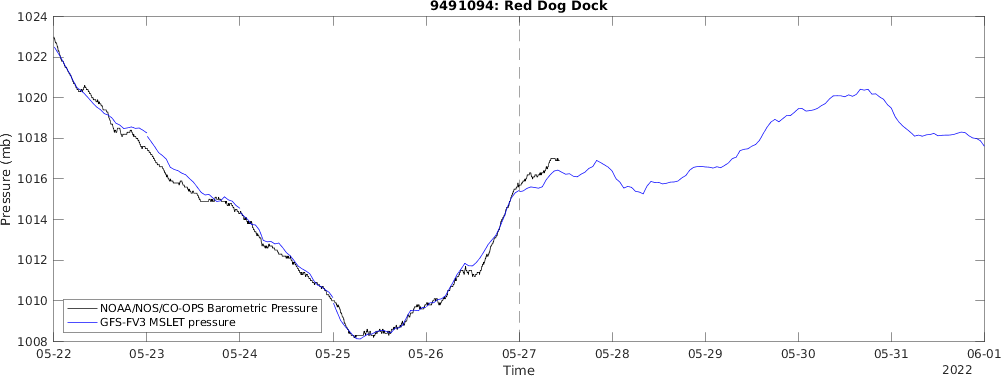 9491094: Red Dog Dock
1024
1022
1020
1018
1016
1014
1012
1010
1008
Pressure (mb)
NOAA/NOS/CO-OPS Barometric Pressure
GFS-FV3 MSLET pressure
05-22 05-23 05-24 05-25 05-26 05-27 05-28 05-29 05-30 05-31 06-01
Time
2022